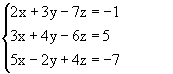 2x + 3y − 7z = −1
3x + 4y − 6z = 5
5x − 2y + 4z = −7